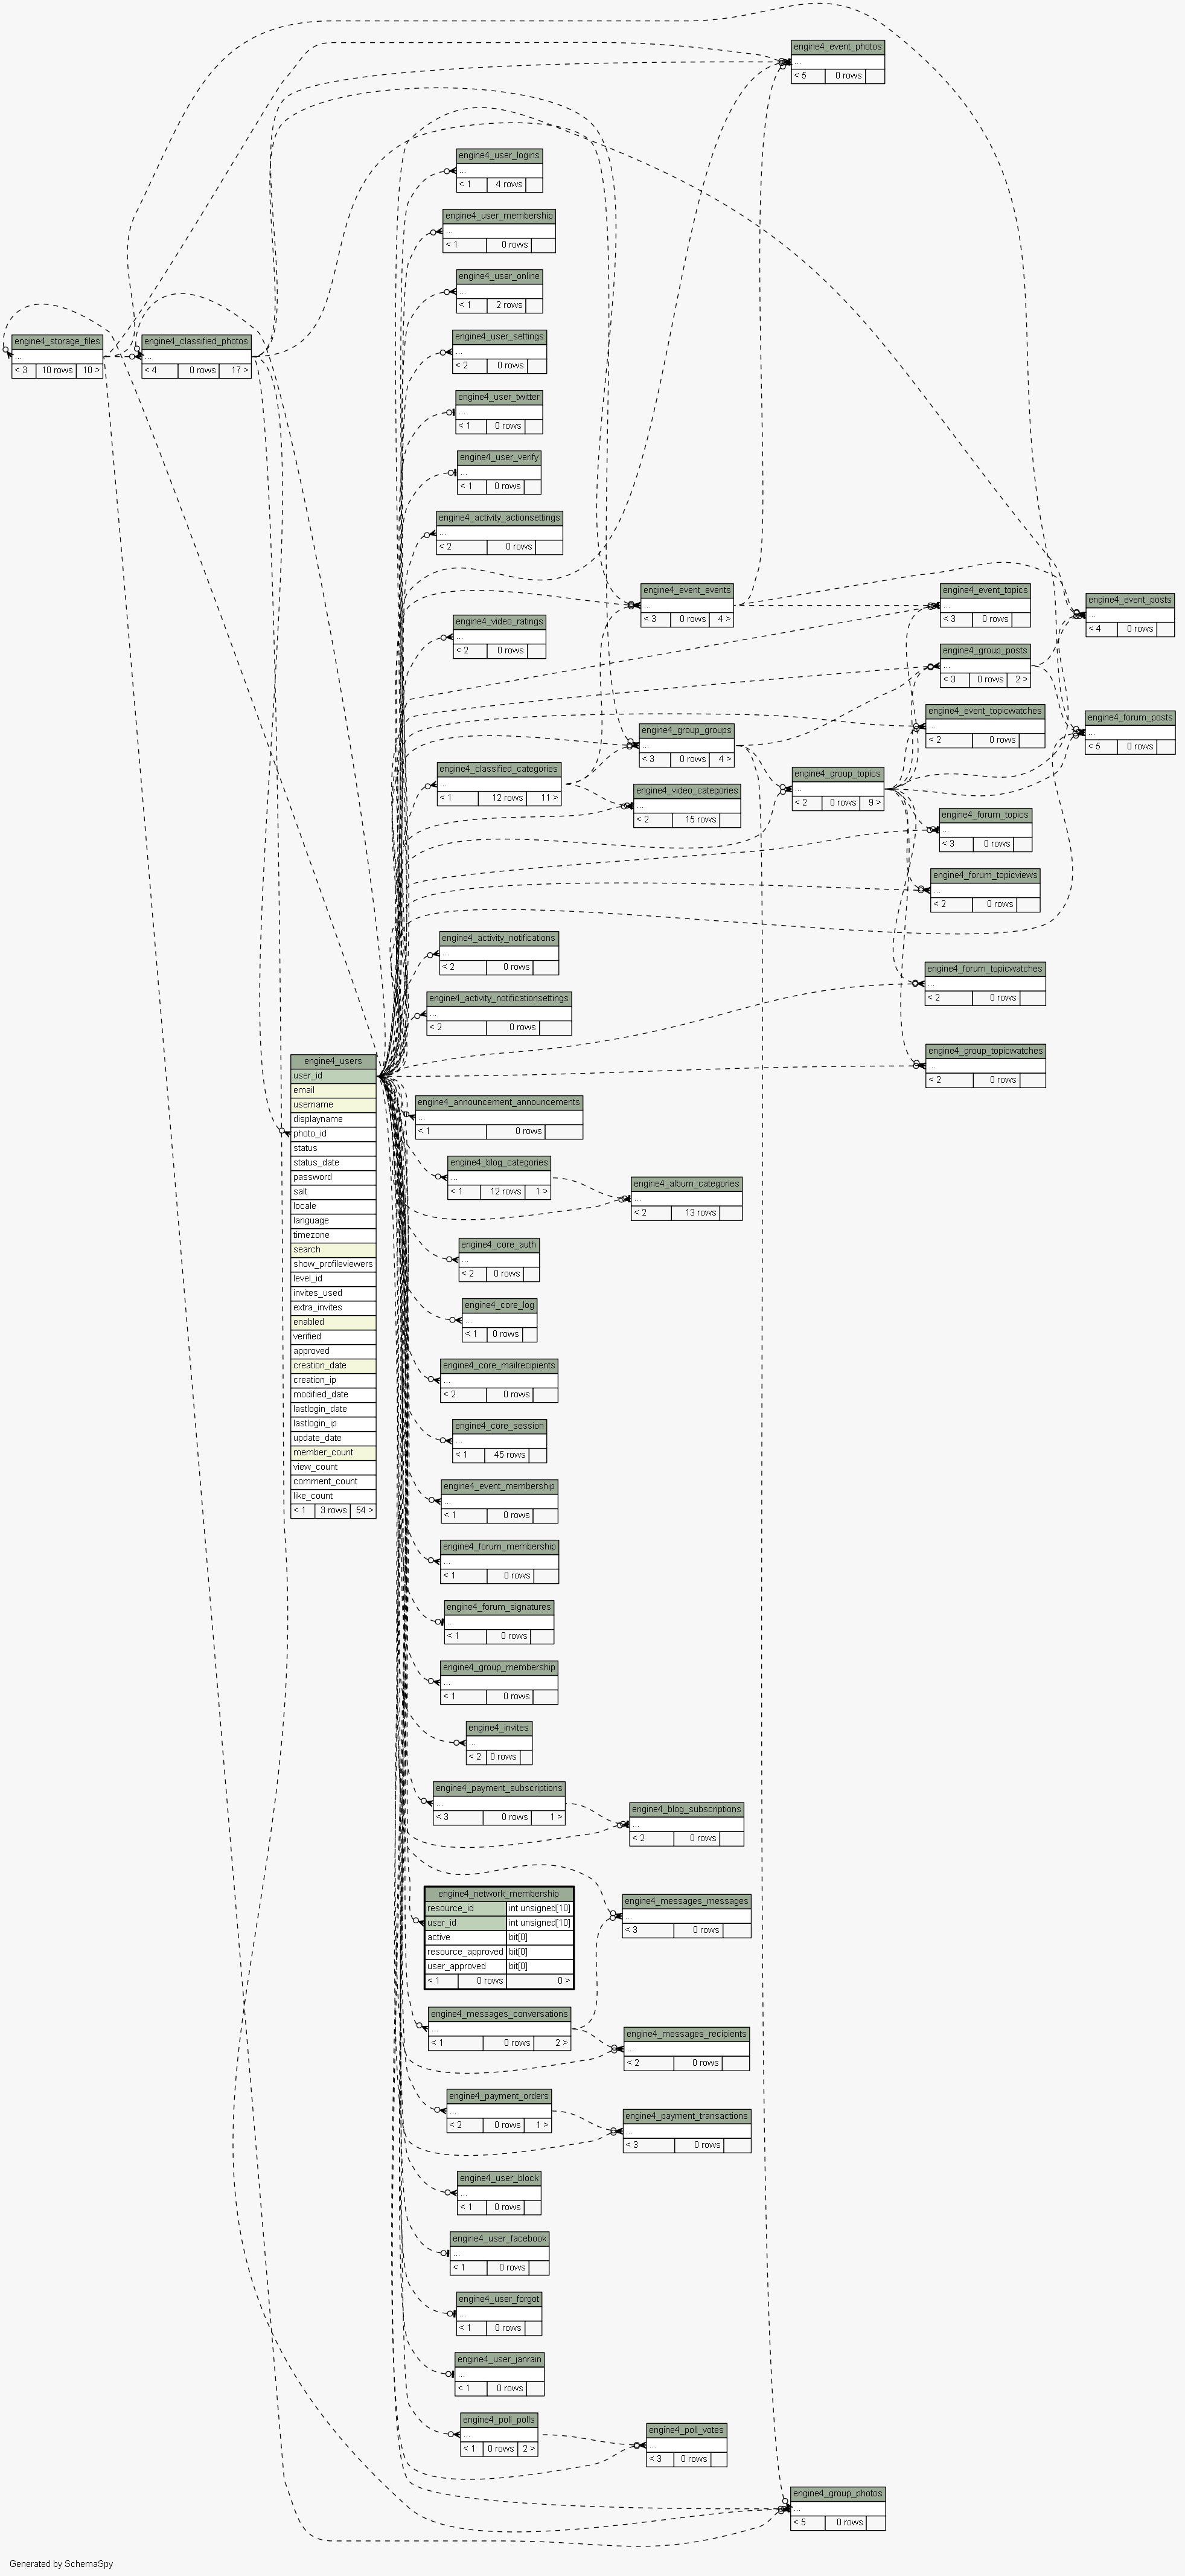 engine4_event_photos
...
< 5 0 rows
engine4_user_logins
...
< 1 4 rows
engine4_user_membership
...
< 1 0 rows
engine4_user_online
...
< 1 2 rows
engine4_storage_files
...
< 3 10 rows 10 >
engine4_classified_photos
...
< 4 0 rows 17 >
engine4_user_settings
...
< 2 0 rows
engine4_user_twitter
...
< 1 0 rows
engine4_user_verify
...
< 1 0 rows
engine4_activity_actionsettings
...
< 2 0 rows
engine4_event_events
...
< 3 0 rows 4 >
engine4_event_topics
...
< 3 0 rows
engine4_event_posts
...
< 4 0 rows
engine4_video_ratings
...
< 2 0 rows
engine4_group_posts
...
< 3 0 rows 2 >
engine4_event_topicwatches
...
< 2 0 rows
engine4_forum_posts
...
< 5 0 rows
engine4_group_groups
...
< 3 0 rows 4 >
engine4_classified_categories
...
< 1 12 rows 11 >
engine4_group_topics
...
< 2 0 rows 9 >
engine4_video_categories
...
< 2 15 rows
engine4_forum_topics
...
< 3 0 rows
engine4_forum_topicviews
...
< 2 0 rows
engine4_activity_notifications
...
< 2 0 rows
engine4_forum_topicwatches
...
< 2 0 rows
engine4_activity_notificationsettings
...
< 2 0 rows
engine4_group_topicwatches
...
< 2 0 rows
engine4_users
user_id
email
username
displayname
photo_id
status
status_date
password
salt
locale
language
timezone
search
show_profileviewers
level_id
invites_used
extra_invites
enabled
verified
approved
creation_date
creation_ip
modified_date
lastlogin_date
lastlogin_ip
update_date
member_count
view_count
comment_count
like_count
< 1 3 rows 54 >
engine4_announcement_announcements
...
< 1 0 rows
engine4_blog_categories
...
< 1 12 rows 1 >
engine4_album_categories
...
< 2 13 rows
engine4_core_auth
...
< 2 0 rows
engine4_core_log
...
< 1 0 rows
engine4_core_mailrecipients
...
< 2 0 rows
engine4_core_session
...
< 1 45 rows
engine4_event_membership
...
< 1 0 rows
engine4_forum_membership
...
< 1 0 rows
engine4_forum_signatures
...
< 1 0 rows
engine4_group_membership
...
< 1 0 rows
engine4_invites
...
< 2 0 rows
engine4_payment_subscriptions
...
< 3 0 rows 1 >
engine4_blog_subscriptions
...
< 2 0 rows
engine4_network_membership
resource_id int unsigned[10]
user_id int unsigned[10]
active bit[0]
resource_approved bit[0]
user_approved bit[0]
< 1 0 rows 0 >
engine4_messages_messages
...
< 3 0 rows
engine4_messages_conversations
...
< 1 0 rows 2 >
engine4_messages_recipients
...
< 2 0 rows
engine4_payment_orders
...
< 2 0 rows 1 >
engine4_payment_transactions
...
< 3 0 rows
engine4_user_block
...
< 1 0 rows
engine4_user_facebook
...
< 1 0 rows
engine4_user_forgot
...
< 1 0 rows
engine4_user_janrain
...
< 1 0 rows
engine4_poll_polls
...
< 1 0 rows 2 >
engine4_poll_votes
...
< 3 0 rows
engine4_group_photos
...
< 5 0 rows
Generated by SchemaSpy